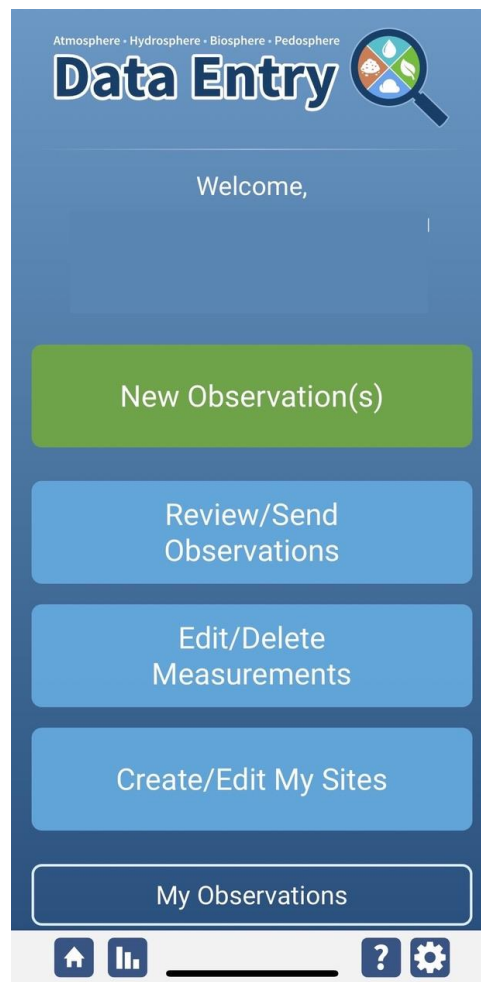 Atmosphere • Hydrosphere • Biosphere • Pedosphere
Data Entry
Welcome,
New Observation(s)
Review/Send
Observations
Edit/Delete
Measurements
Create/Edit My Sites
My Observations
?